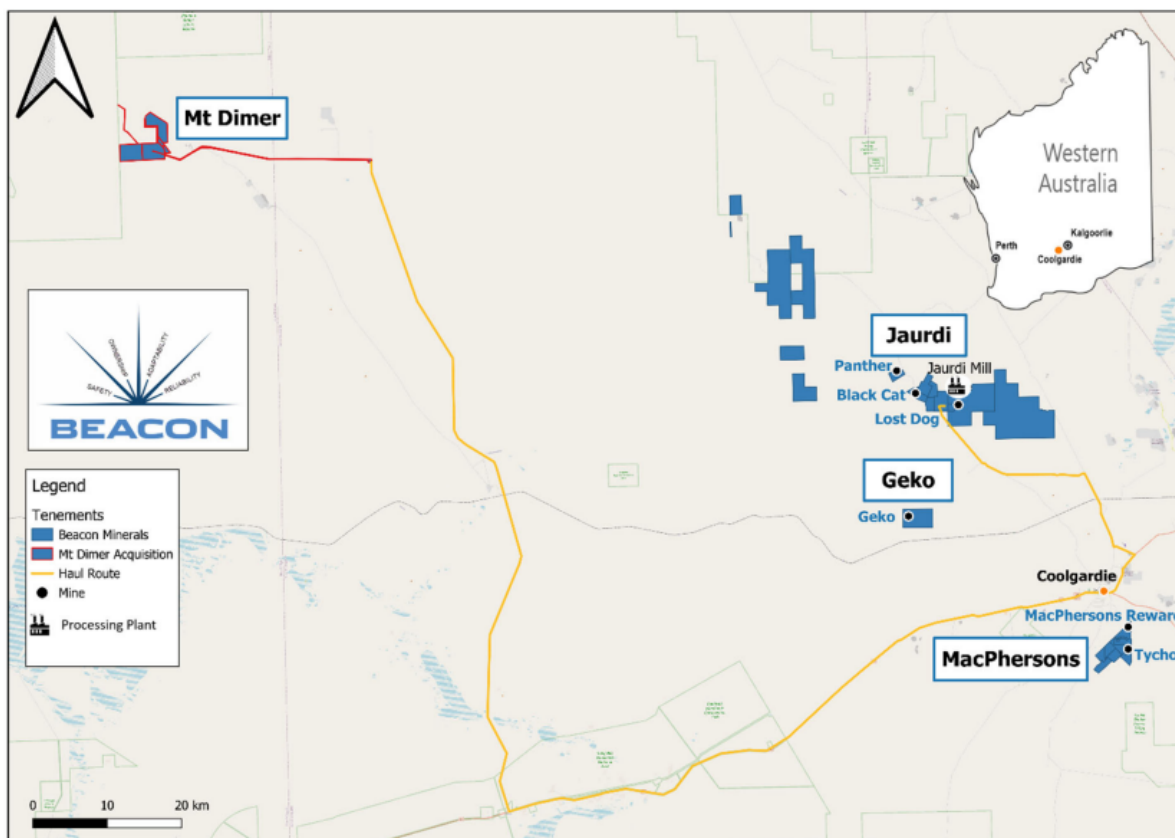 Mt Dimer
Western
Australia
Perth
Kalgoorlie
Coolgardie
SAFETY
OWNERSHIP
ADAPTABILITY
RELIABILITY
BEACON
Jaurdi
Panther
Jaurdi Mill
Black Cat
Lost Dog
Geko
Geko
Legend
Tenements
Beacon Minerals
Mt Dimer Acquisition
Haul Route
Mine
Processing Plant
Coolgardie
MacPhersons Reward
MacPhersons
Tycho
0 10 20 km